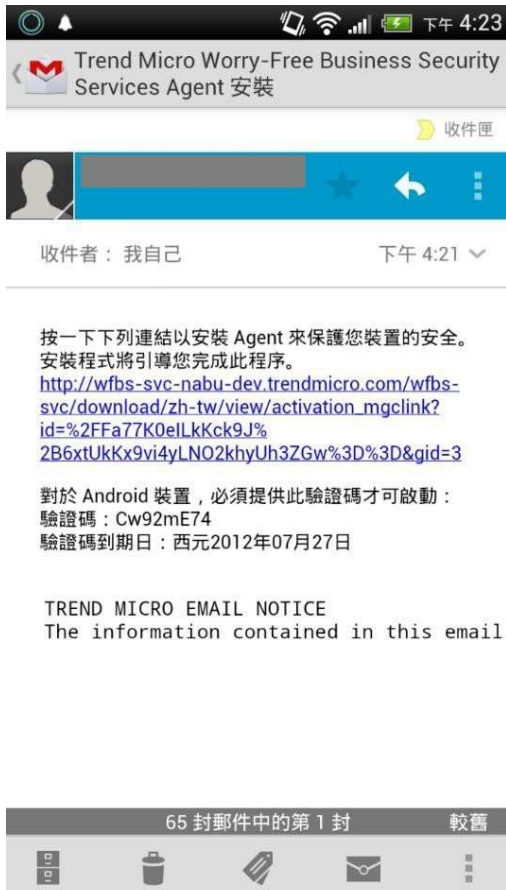 下午 4:23
Trend Micro Worry-Free Business Security
Services Agent 安裝
收件匣
收件者： 我自己
下午 4:21
按一下下列連結以安裝 Agent 來保護您裝置的安全。
安裝程式將引導您完成此程序。
http://wfbs-svc-nabu-dev.trendmicro.com/wfbs-
svc/download/zh-tw/view/activation_mgclink?
id=%2FFa77K0eILkKck9J%
2B6xtUkKx9vi4yLNO2khyUh3ZGw%3D%3D&gid=3
對於 Android 裝置，必須提供此驗證碼才可啟動：
驗證碼：Cw92mE74
驗證碼到期日：西元2012年07月27日
TREND MICRO EMAIL NOTICE
The information contained in this email
65 封郵件中的第 1 封
較舊